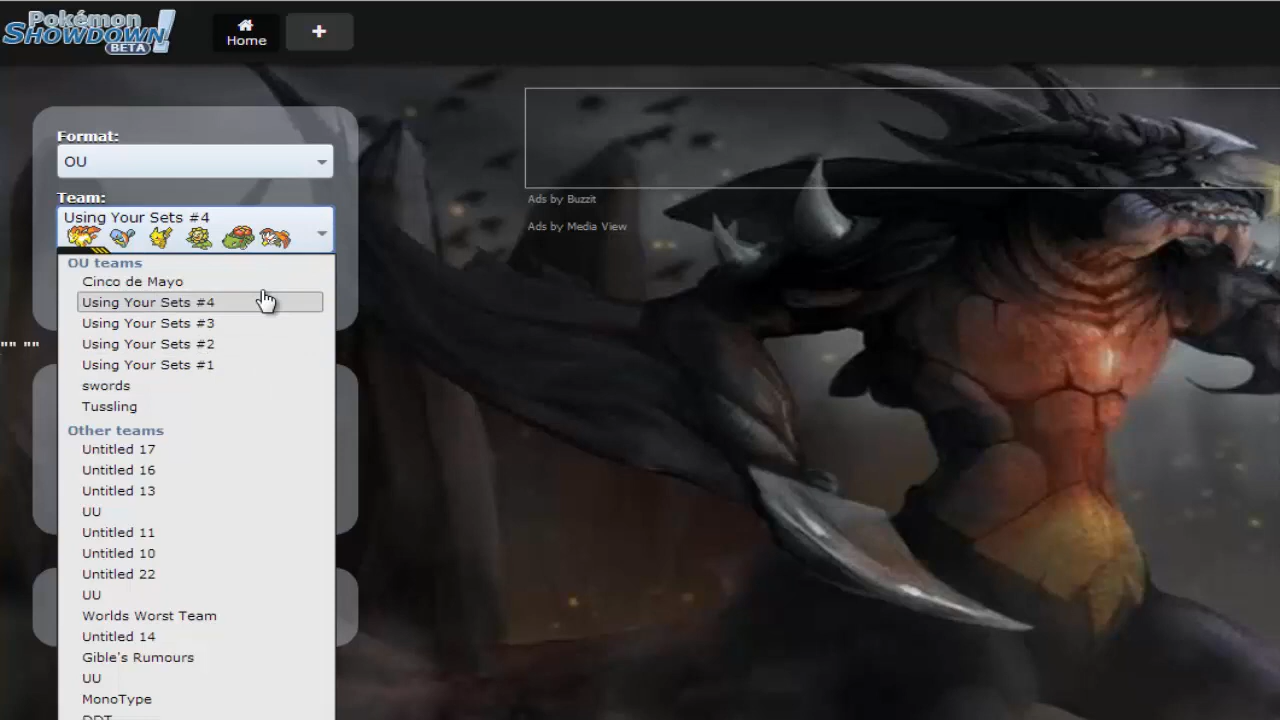 Pokémon
SHOWDOWN!
BETA
Home
Format:
OU
Team:
Using Your Sets #4
OU teams
Cinco de Mayo
Using Your Sets #4
Using Your Sets #3
Using Your Sets #2
Using Your Sets #1
swords
Tussling
Other teams
Untitled 17
Untitled 16
Untitled 13
UU
Untitled 11
Untitled 10
Untitled 22
UU
Worlds Worst Team
Untitled 14
Gible's Rumours
UU
MonoType
DDT
"" ""
Ads by Buzzit
Ads by Media View